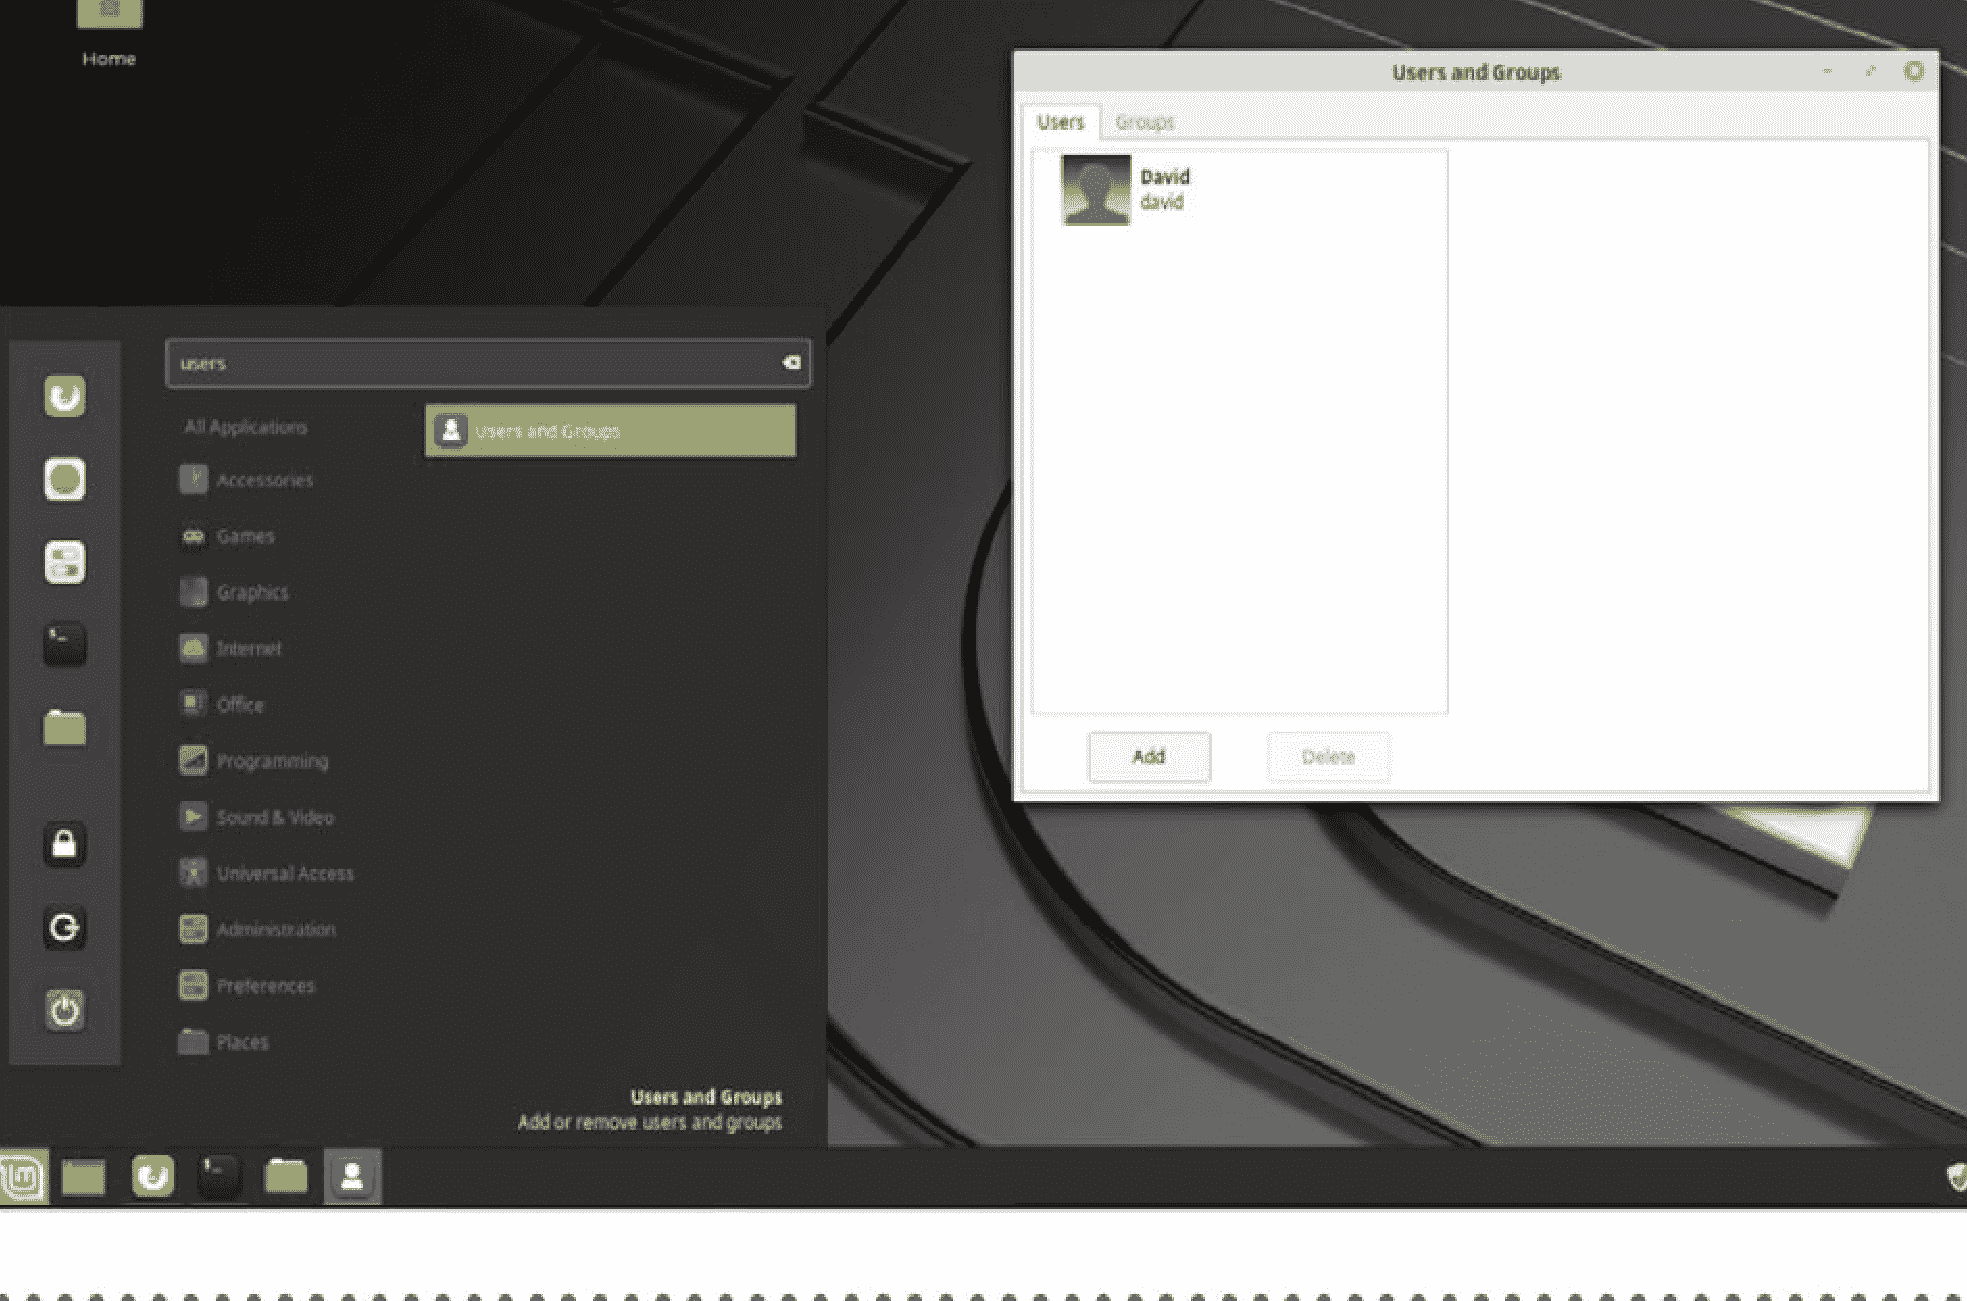 Home
Users and Groups
Users
Groups
David
david
Add
Delete
users
All Applications
Users and Groups
Accessories
Games
Graphics
Internet
Office
Programming
Sound & Video
Universal Access
Administration
Preferences
Places
Users and Groups
Add or remove users and groups